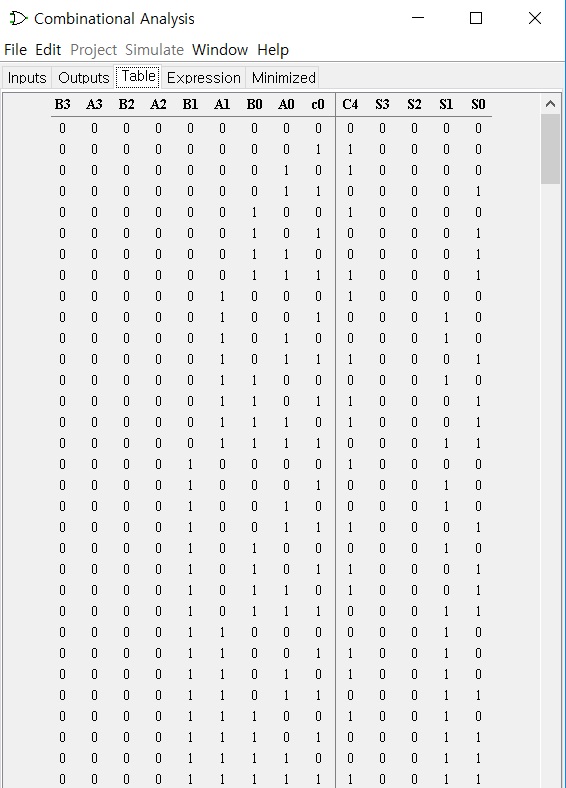 Combinational Analysis
File Edit Project Simulate Window Help
Inputs Outputs Table Expression Minimized
B3 A3 B2 A2 B1 A1 B0 A0 c0 C4 S3 S2 S1 S0
0 0 0 0 0 0 0 0 0 0 0 0 0 0
0 0 0 0 0 0 0 0 1 1 0 0 0 0
0 0 0 0 0 0 0 1 0 1 0 0 0 0
0 0 0 0 0 0 0 1 1 0 0 0 0 1
0 0 0 0 0 0 1 0 0 1 0 0 0 0
0 0 0 0 0 0 1 0 1 0 0 0 0 1
0 0 0 0 0 0 1 1 0 0 0 0 0 1
0 0 0 0 0 0 1 1 1 1 0 0 0 1
0 0 0 0 0 1 0 0 0 1 0 0 0 0
0 0 0 0 0 1 0 0 1 0 0 0 1 0
0 0 0 0 0 1 0 1 0 0 0 0 1 0
0 0 0 0 0 1 0 1 1 1 0 0 0 1
0 0 0 0 0 1 1 0 0 0 0 0 1 0
0 0 0 0 0 1 1 0 1 1 0 0 0 1
0 0 0 0 0 1 1 1 0 1 0 0 0 1
0 0 0 0 0 1 1 1 1 0 0 0 1 1
0 0 0 0 1 0 0 0 0 1 0 0 0 0
0 0 0 0 1 0 0 0 1 0 0 0 1 0
0 0 0 0 1 0 0 1 0 0 0 0 1 0
0 0 0 0 1 0 0 1 1 1 0 0 0 1
0 0 0 0 1 0 1 0 0 0 0 0 1 0
0 0 0 0 1 0 1 0 1 1 0 0 0 1
0 0 0 0 1 0 1 1 0 1 0 0 0 1
0 0 0 0 1 0 1 1 1 0 0 0 1 1
0 0 0 0 1 1 0 0 0 0 0 0 1 0
0 0 0 0 1 1 0 0 1 1 0 0 1 0
0 0 0 0 1 1 0 1 0 1 0 0 1 0
0 0 0 0 1 1 0 1 1 0 0 0 1 1
0 0 0 0 1 1 1 0 0 1 0 0 1 0
0 0 0 0 1 1 1 0 1 0 0 0 1 1
0 0 0 0 1 1 1 1 0 0 0 0 1 1
0 0 0 0 1 1 1 1 1 1 0 0 1 1